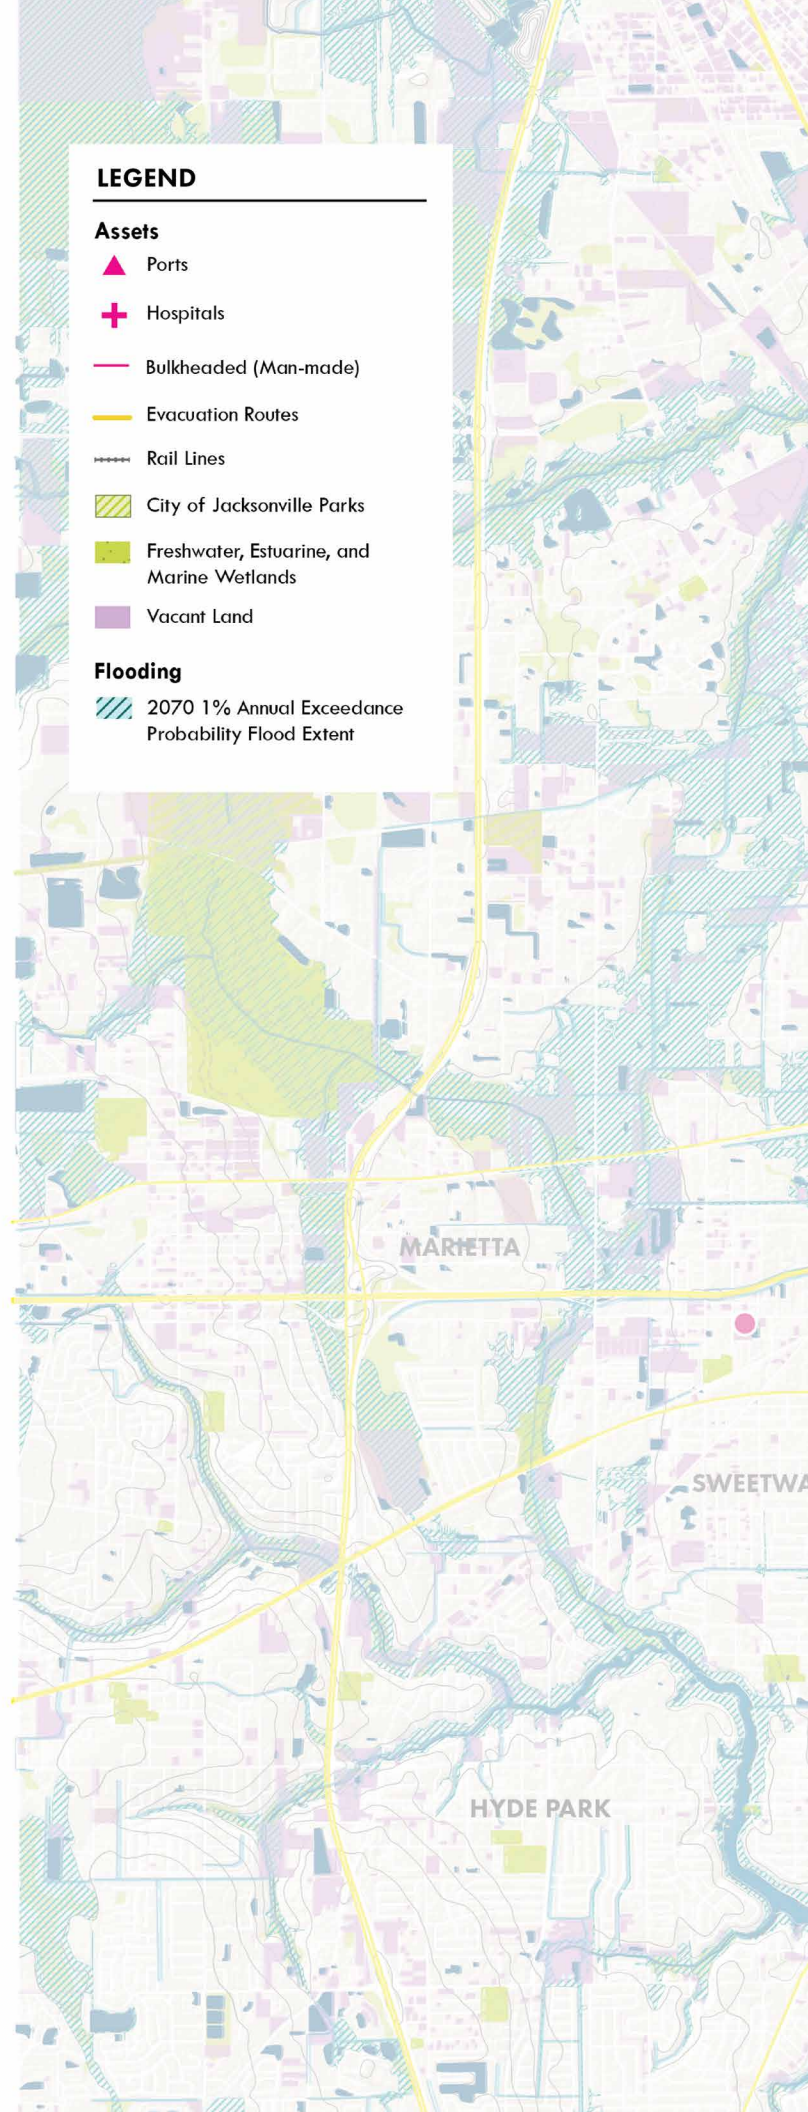 LEGEND
Assets
Ports
Hospitals
Bulkheaded (Man-made)
Evacuation Routes
Rail Lines
City of Jacksonville Parks
Freshwater, Estuarine, and
Marine Wetlands
Vacant Land
Flooding
2070 1% Annual Exceedance
Probability Flood Extent
MARIETTA
SWEETWA
HYDE PARK